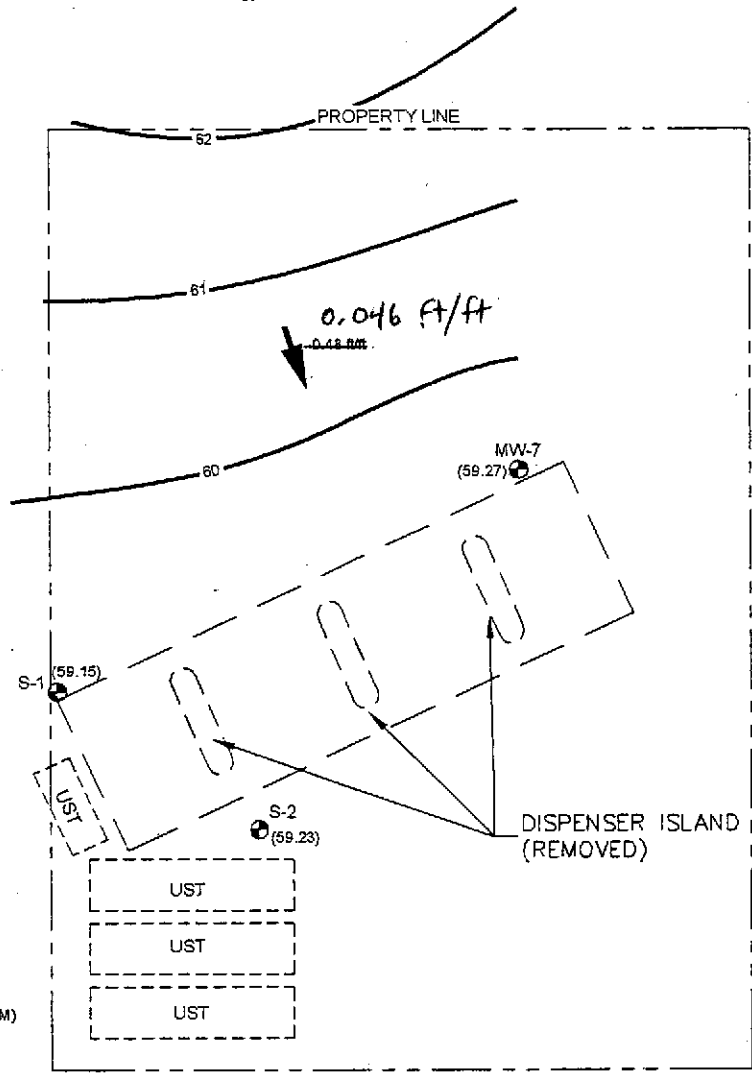 PROPERTY LINE
62
61
0.046 ft/ft
60
MW-7
(59.27)
(59.15)
S-1
UST
S-2
(59.23)
DISPENSER ISLAND
(REMOVED)
UST
UST
UST
M)